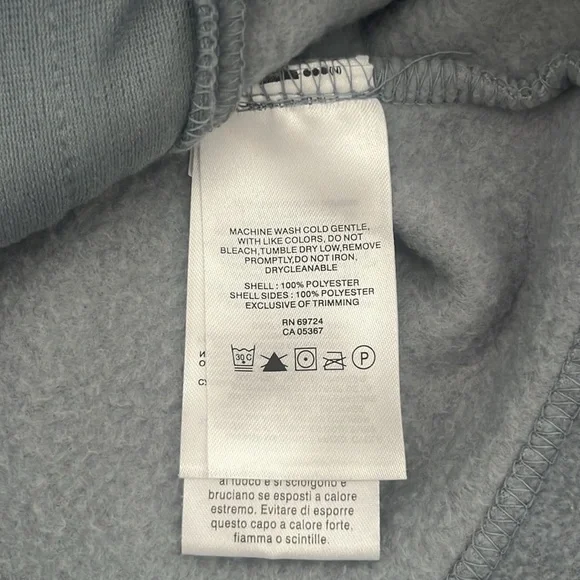 (N)
MACHINE WASH COLD GENTLE,
WITH LIKE COLORS, DO NOT
BLEACH,TUMBLE DRY LOW,REMOVE
PROMPTLY,DO NOT IRON,
DRYCLEANABLE
SHELL : 100% POLYESTER
SHELL SIDES : 100% POLYESTER
EXCLUSIVE OF TRIMMING
RN 69724
CA 05367
30 C P
al fuoco e si sciolgono e
bruciano se esposti a calore
estremo. Evitare di esporre
questo capo a calore forte,
fiamma o scintille.